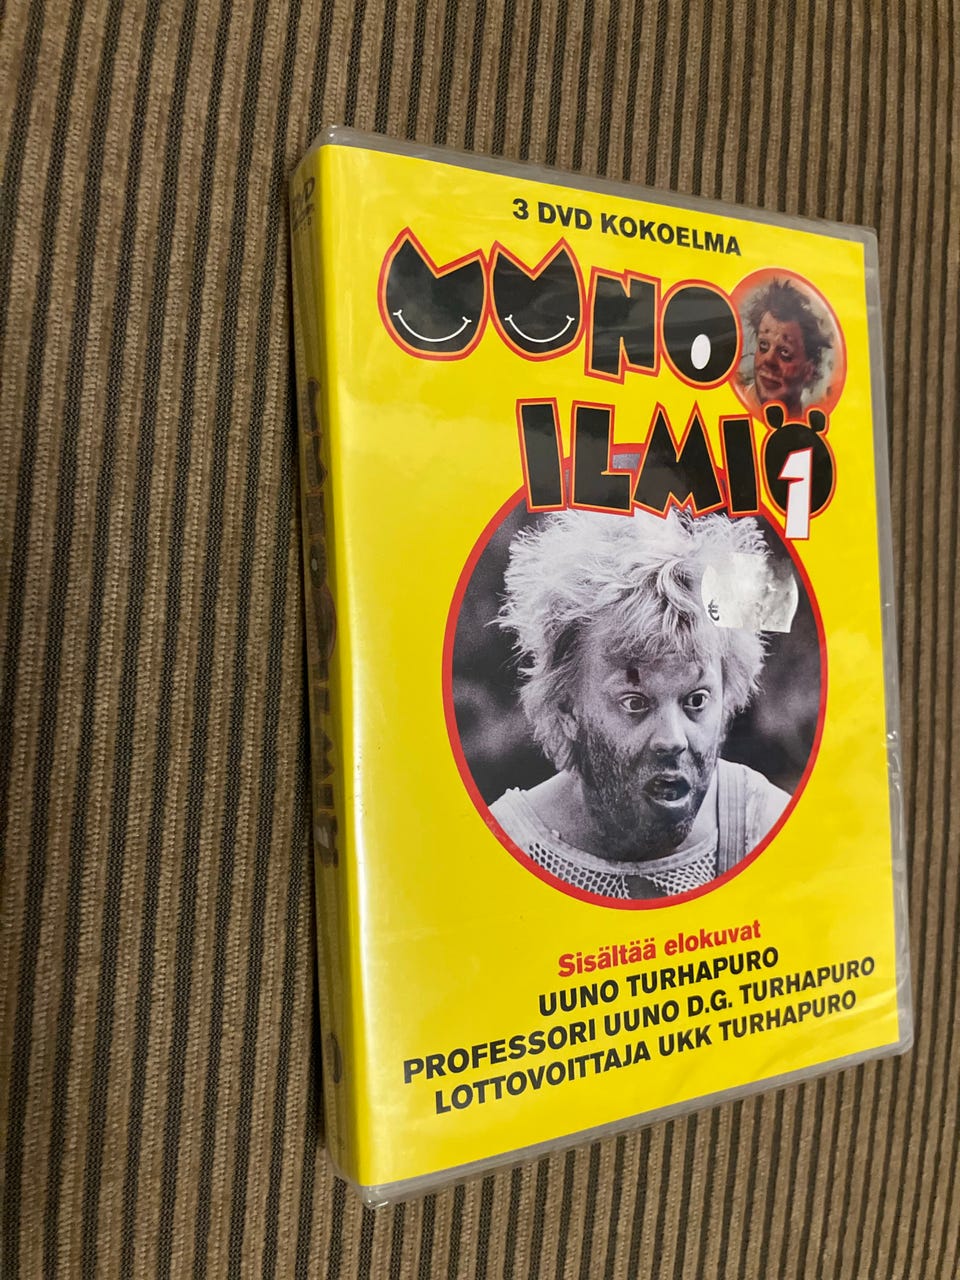 3 DVD KOKOELMA
UUNO
ILMIÖ
1
€
Sisältää elokuvat
UUNO TURHAPURO
PROFESSORI UUNO D.G. TURHAPURO
LOTTOVOITTAJA UKK TURHAPURO